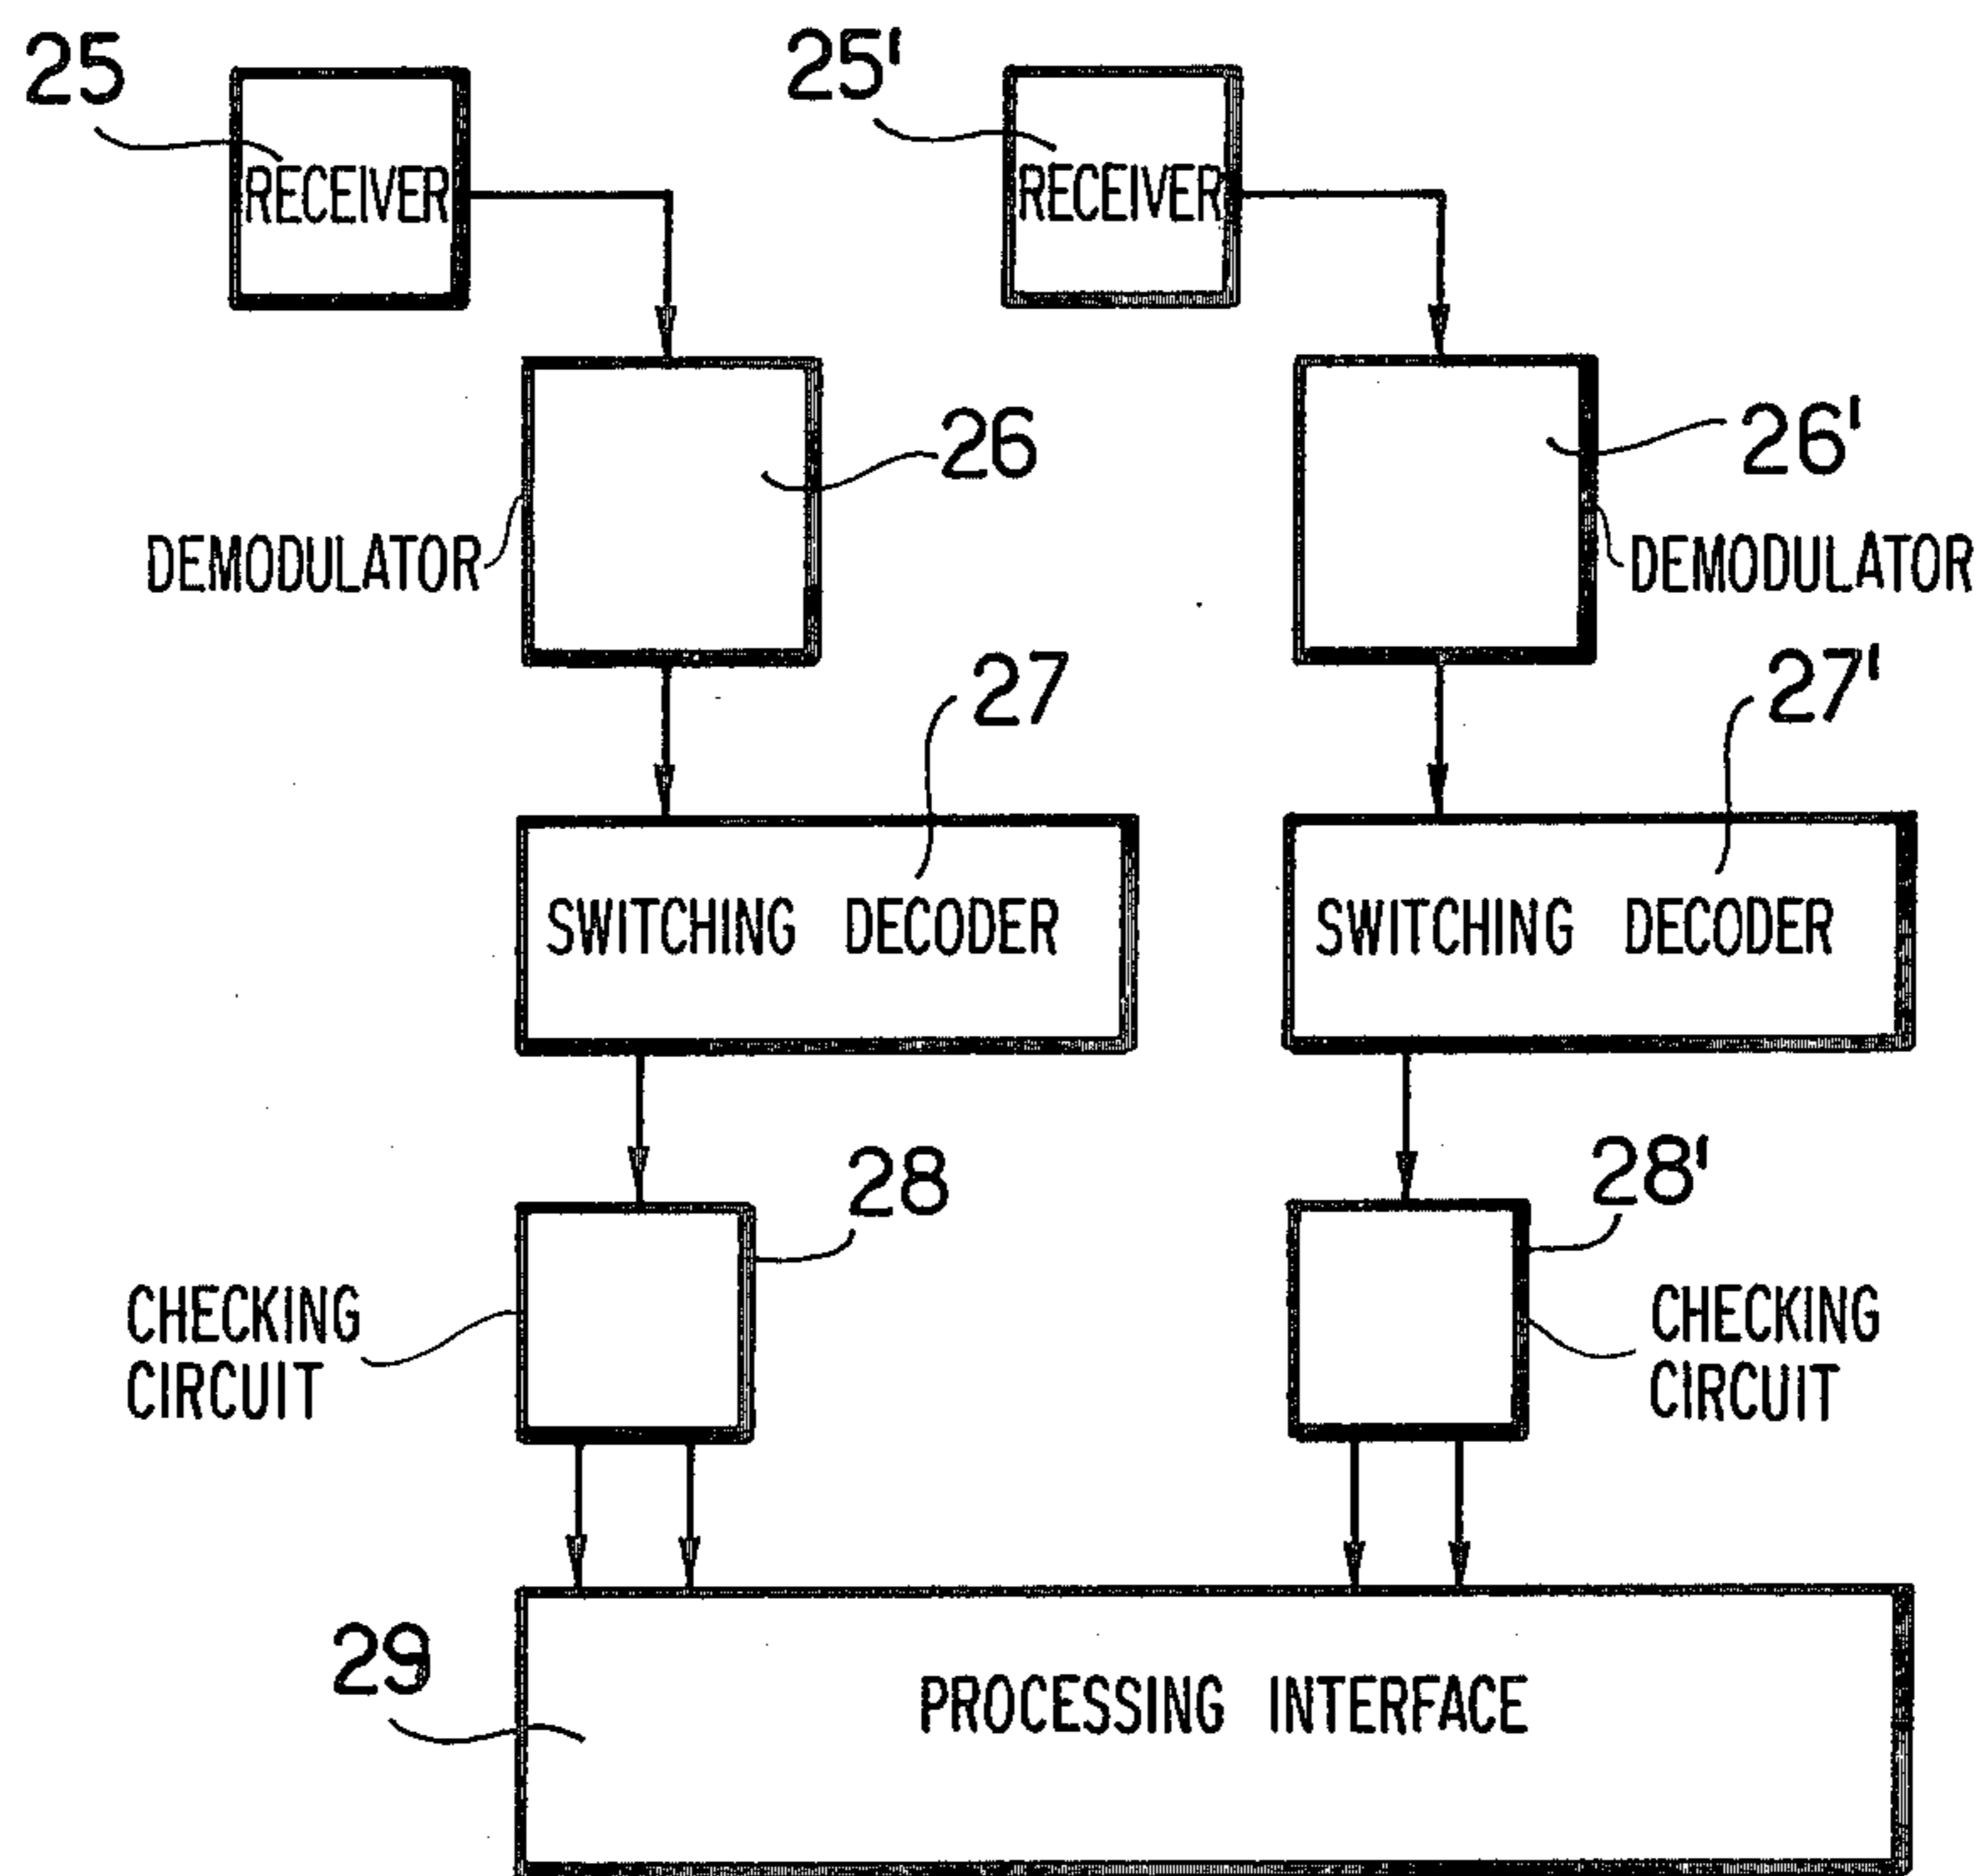 25
25'
RECEIVER
RECEIVER
26
26'
DEMODULATOR
DEMODULATOR
27
27'
SWITCHING DECODER
SWITCHING DECODER
28
28'
CHECKING
CIRCUIT
CHECKING
CIRCUIT
29
PROCESSING INTERFACE